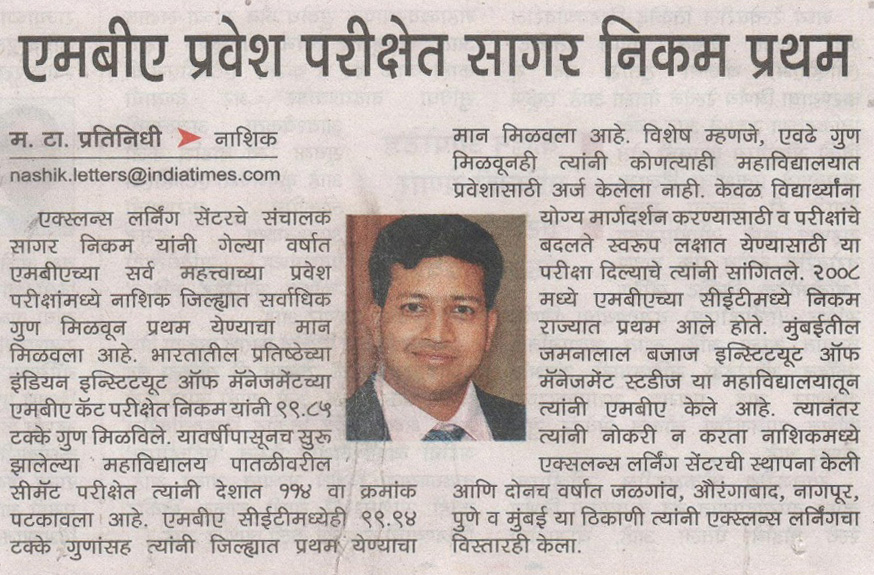 एमबीए प्रवेश परीक्षेत सागर निकम प्रथम
म. टा. प्रतिनिधी ➤ नाशिक
nashik.letters@indiatimes.com
एक्स्लन्स लर्निंग सेंटरचे संचालक
सागर निकम यांनी गेल्या वर्षात
एमबीएच्या सर्व महत्त्वाच्या प्रवेश
परीक्षांमध्ये नाशिक जिल्ह्यात सर्वाधिक
गुण मिळवून प्रथम येण्याचा मान
मिळवला आहे. भारतातील प्रतिष्ठेच्या
इंडियन इन्स्टिटयूट ऑफ मॅनेजमेंटच्या
एमबीए कॅट परीक्षेत निकम यांनी ९९.८५
टक्के गुण मिळविले. यावर्षीपासूनच सुरू
झालेल्या महाविद्यालय पातळीवरील
सीमॅट परीक्षेत त्यांनी देशात ११४ वा क्रमांक
पटकावला आहे. एमबीए सीईटीमध्येही ९९.९४
टक्के गुणांसह त्यांनी जिल्ह्यात प्रथम येण्याचा
मान मिळवला आहे. विशेष म्हणजे, एवढे गुण
मिळवूनही त्यांनी कोणत्याही महाविद्यालयात
प्रवेशासाठी अर्ज केलेला नाही. केवळ विद्यार्थ्यांना
योग्य मार्गदर्शन करण्यासाठी व परीक्षांचे
बदलते स्वरूप लक्षात येण्यासाठी या
परीक्षा दिल्याचे त्यांनी सांगितले. २००८
मध्ये एमबीएच्या सीईटीमध्ये निकम
राज्यात प्रथम आले होते. मुंबईतील
जमनालाल बजाज इन्स्टिटयूट ऑफ
मॅनेजमेंट स्टडीज या महाविद्यालयातून
त्यांनी एमबीए केले आहे. त्यानंतर
त्यांनी नोकरी न करता नाशिकमध्ये
एक्स्लन्स लर्निंग सेंटरची स्थापना केली
आणि दोनच वर्षात जळगांव, औरंगाबाद, नागपूर,
पुणे व मुंबई या ठिकाणी त्यांनी एक्स्लन्स लर्निंगचा
विस्तारही केला.